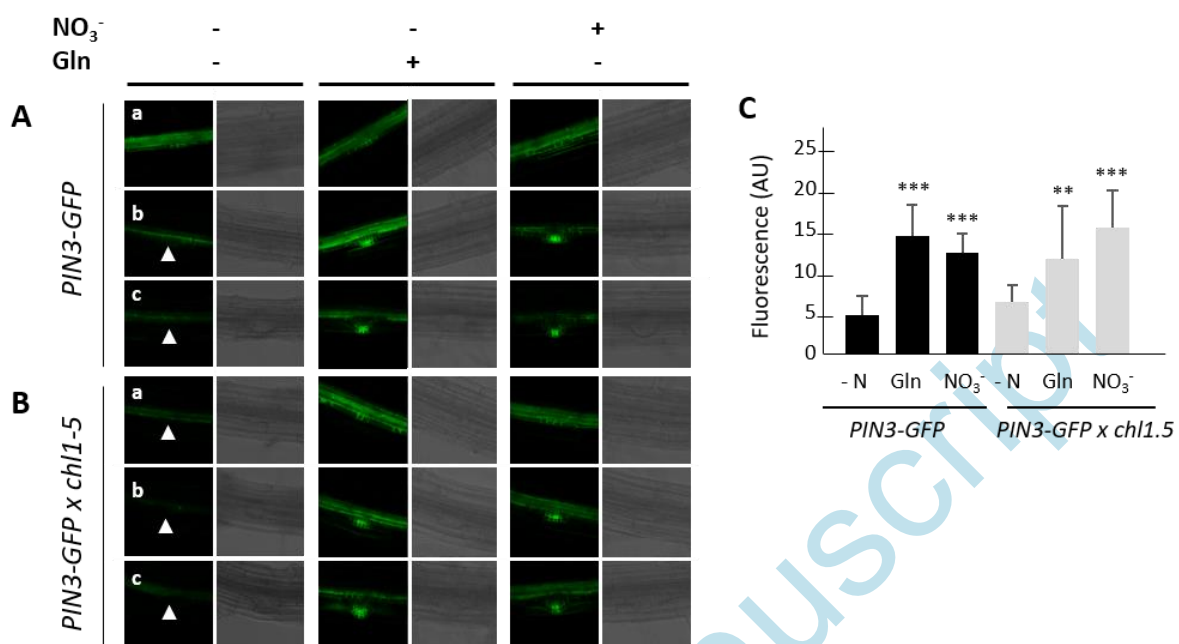 NO₃⁻ - - +
Gln - + -
A
PIN3-GFP
a
b
c
B
PIN3-GFP x chl1-5
a
b
c
C
Fluorescence (AU)
25
20
15
10
5
0
*** *** ** ***
- N Gln NO₃⁻ - N Gln NO₃⁻
PIN3-GFP PIN3-GFP x chl1.5
uscript